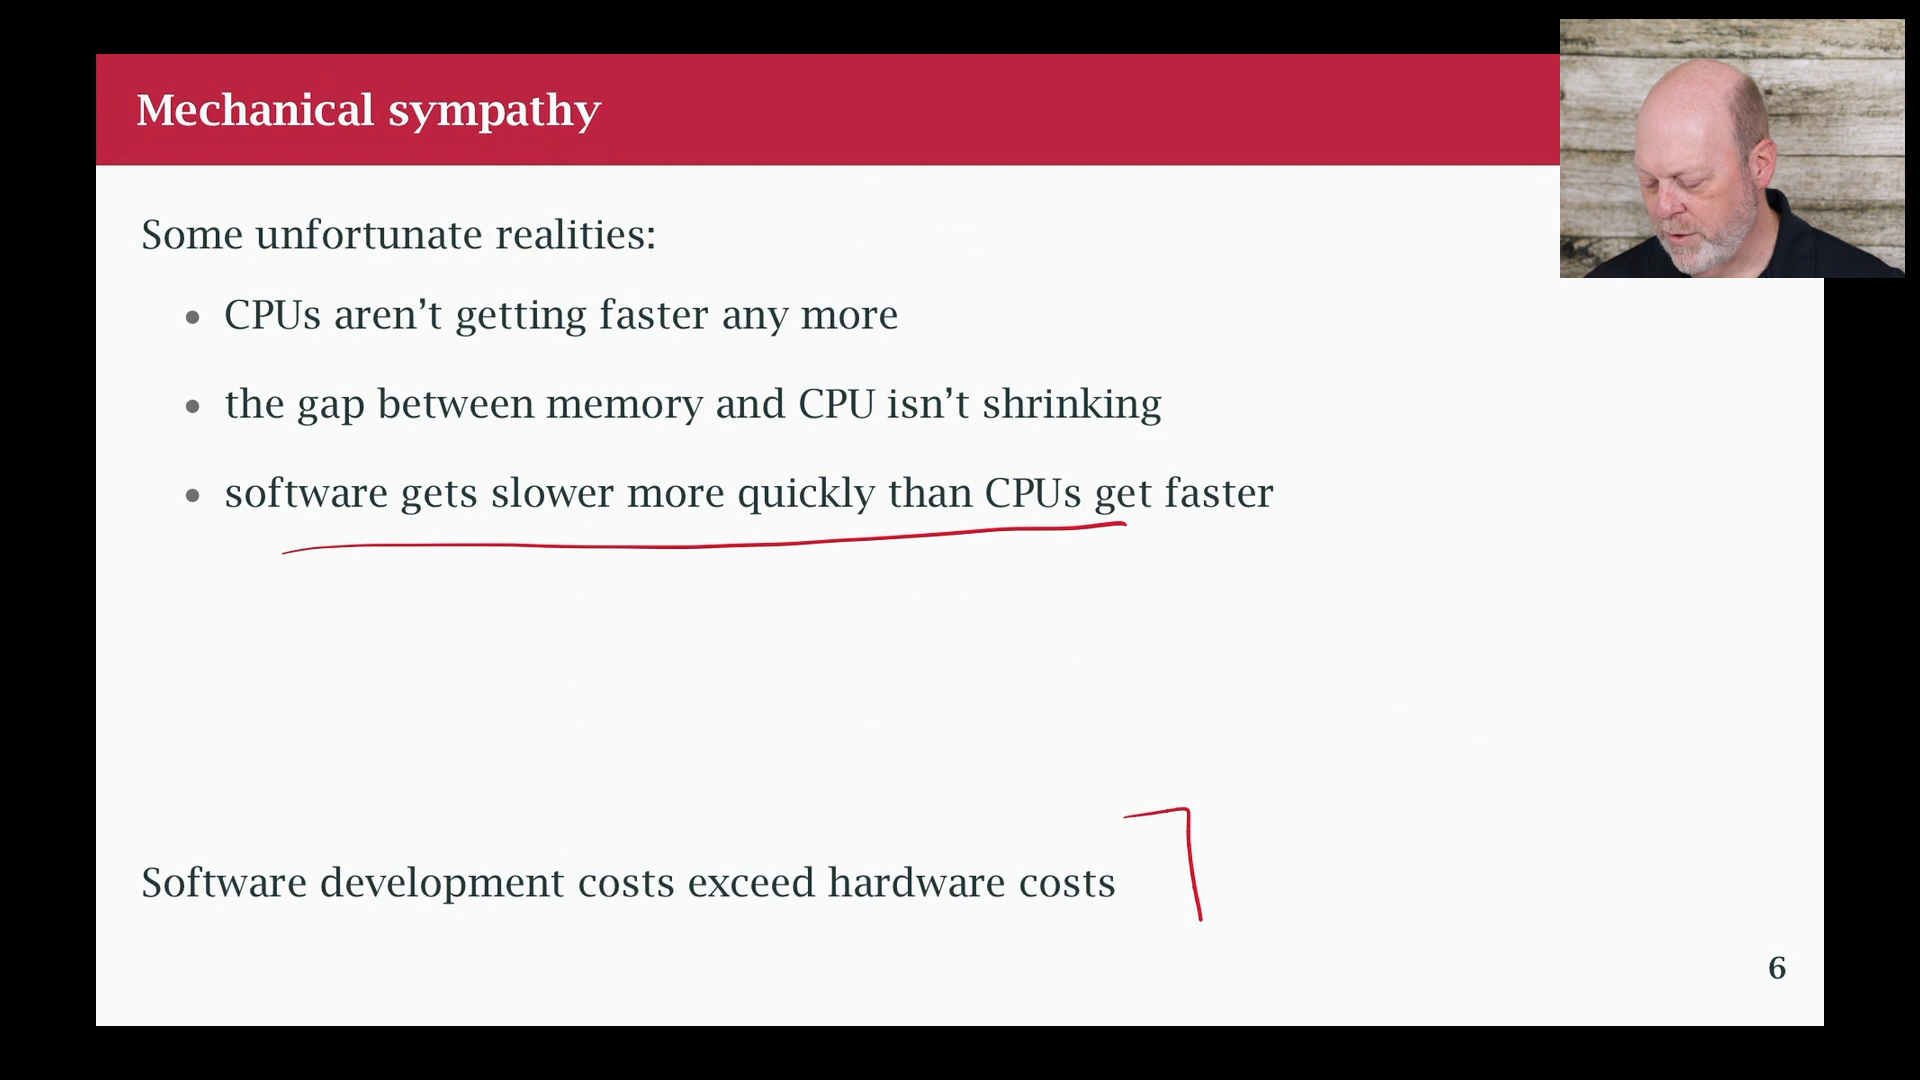 Mechanical sympathy
Some unfortunate realities:
• CPUs aren’t getting faster any more
• the gap between memory and CPU isn’t shrinking
• software gets slower more quickly than CPUs get faster
Software development costs exceed hardware costs
6